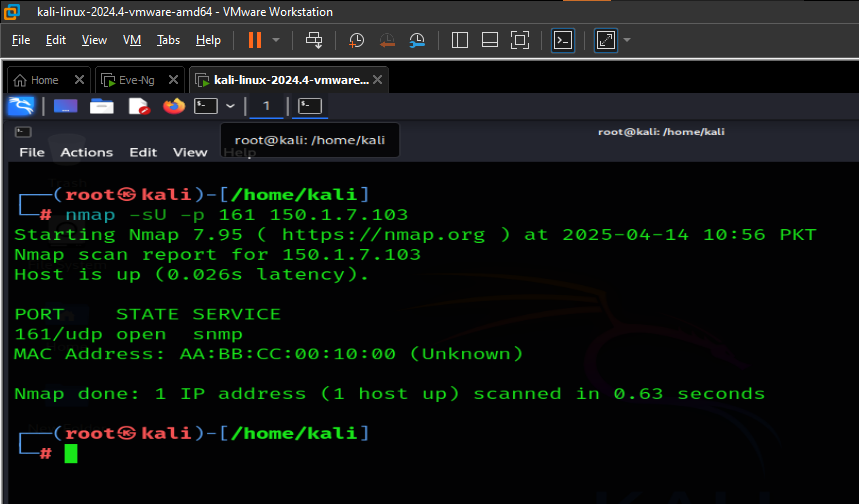 kali-linux-2024.4-vmware-amd64 - VMware Workstation
File Edit View VM Tabs Help
Home Eve-Ng kali-linux-2024.4-vmware...
1
root@kali: /home/kali
root@kali: /home/kali
File Actions Edit View Help
┌──(root㉿kali)-[/home/kali]
└─# nmap -sU -p 161 150.1.7.103
Starting Nmap 7.95 ( https://nmap.org ) at 2025-04-14 10:56 PKT
Nmap scan report for 150.1.7.103
Host is up (0.026s latency).
PORT STATE SERVICE
161/udp open snmp
MAC Address: AA:BB:CC:00:10:00 (Unknown)
Nmap done: 1 IP address (1 host up) scanned in 0.63 seconds
┌──(root㉿kali)-[/home/kali]
└─#